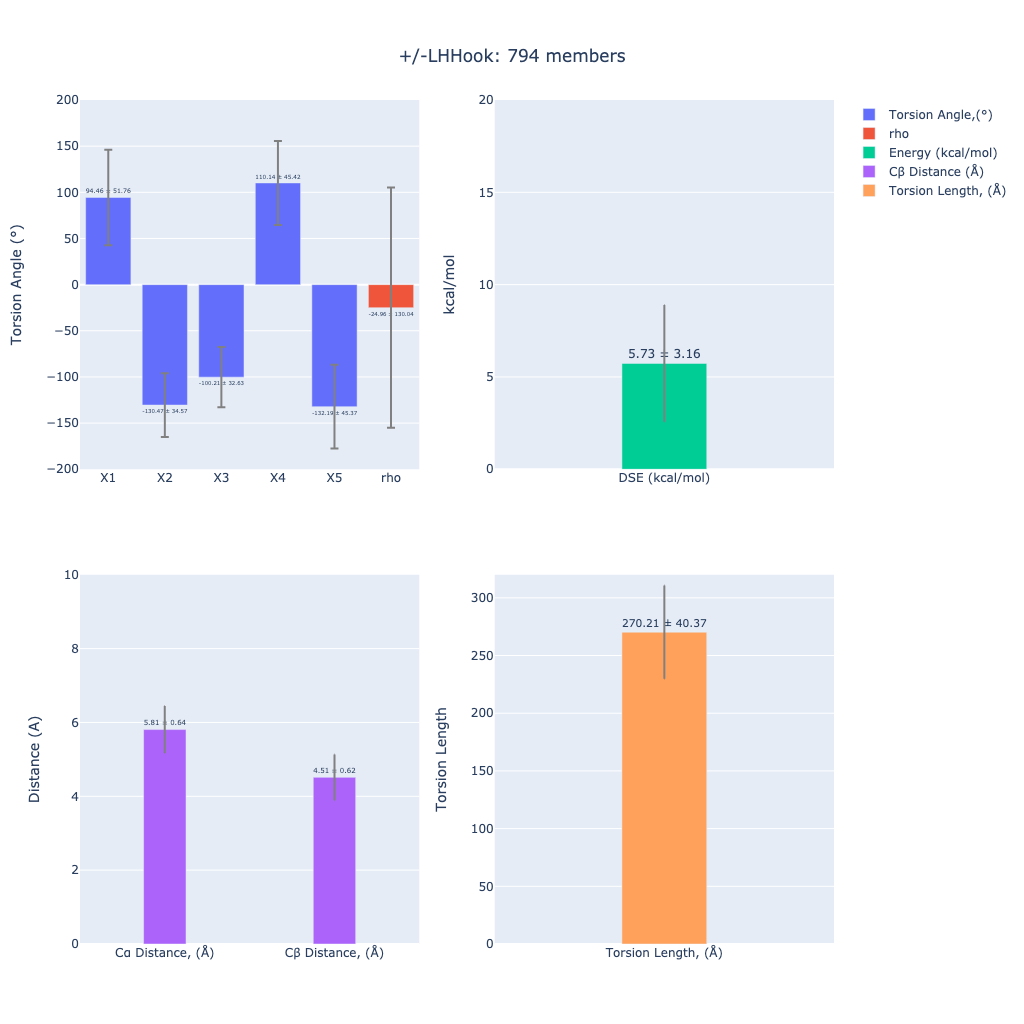 +/-LHHook: 794 members
200
150
100
50
0
−50
−100
−150
−200
Torsion Angle (°)
94.46 ± 51.76
-130.47 ± 34.57
-100.21 ± 32.63
110.14 ± 45.42
-132.19 ± 45.37
-24.96 ± 130.04
X1
X2
X3
X4
X5
rho
20
15
10
5
0
kcal/mol
5.73 ± 3.16
DSE (kcal/mol)
Torsion Angle,(°)
rho
Energy (kcal/mol)
Cβ Distance (Å)
Torsion Length, (Å)
10
8
6
4
2
0
Distance (A)
5.81 ± 0.64
4.51 ± 0.62
Cα Distance, (Å)
Cβ Distance, (Å)
300
250
200
150
100
50
0
Torsion Length
270.21 ± 40.37
Torsion Length, (Å)